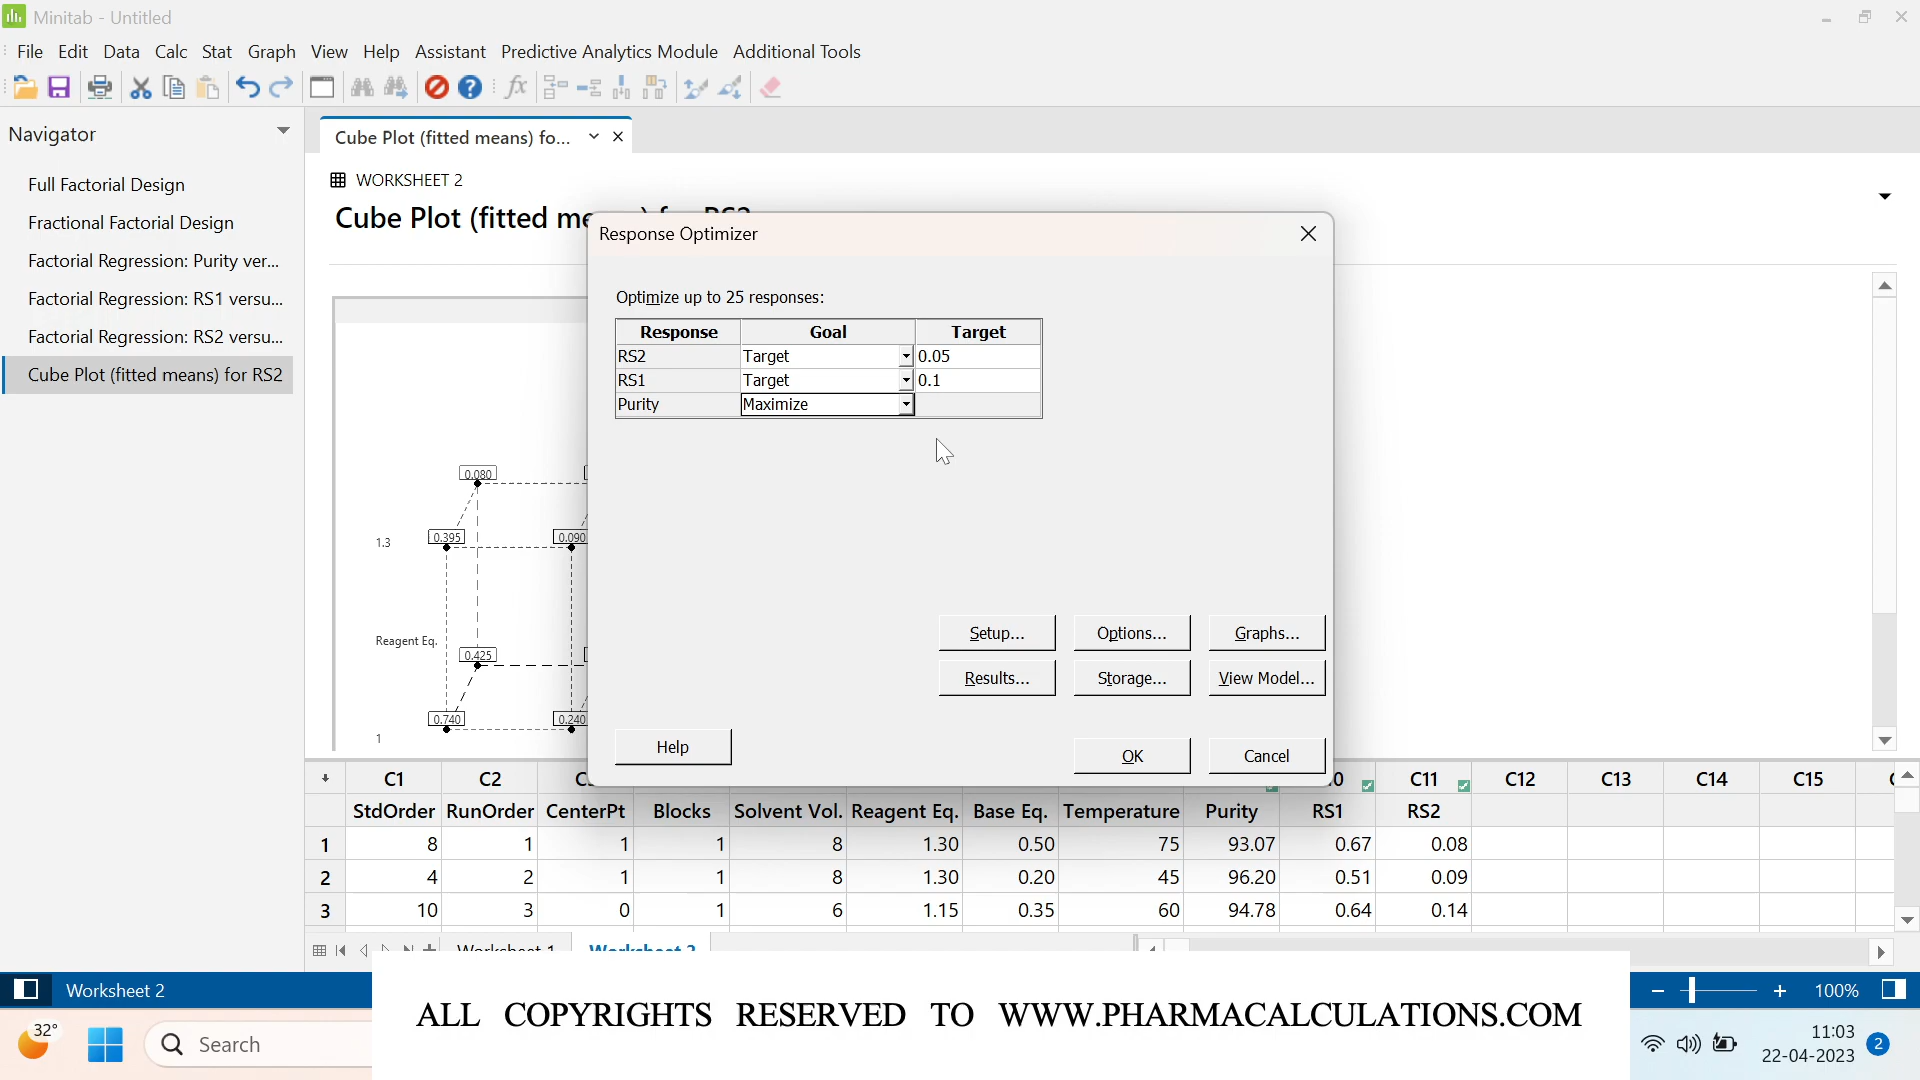 Minitab - Untitled
File Edit Data Calc Stat Graph View Help Assistant Predictive Analytics Module Additional Tools
Navigator
Full Factorial Design
Fractional Factorial Design
Factorial Regression: Purity ver...
Factorial Regression: RS1 versu...
Factorial Regression: RS2 versu...
Cube Plot (fitted means) for RS2
Cube Plot (fitted means) fo...
WORKSHEET 2
Cube Plot (fitted
0.080
1.3
0.395
0.090
Reagent Eq.
0.425
0.740
0.240
1
Response Optimizer
Optimize up to 25 responses:
Response Goal Target
RS2 Target 0.05
RS1 Target 0.1
Purity Maximize
Setup... Options... Graphs...
Results... Storage... View Model...
Help OK Cancel
C1 C2 C11 C12 C13 C14 C15
StdOrder RunOrder CenterPt Blocks Solvent Vol. Reagent Eq. Base Eq. Temperature Purity RS1 RS2
1 8 1 1 1 8 1.30 0.50 75 93.07 0.67 0.08
2 4 2 1 1 8 1.30 0.20 45 96.20 0.51 0.09
3 10 3 0 1 6 1.15 0.35 60 94.78 0.64 0.14
Worksheet 1 Worksheet 2
Worksheet 2
100%
ALL COPYRIGHTS RESERVED TO WWW.PHARMACALCULATIONS.COM
32°
Search
11:03
22-04-2023
2